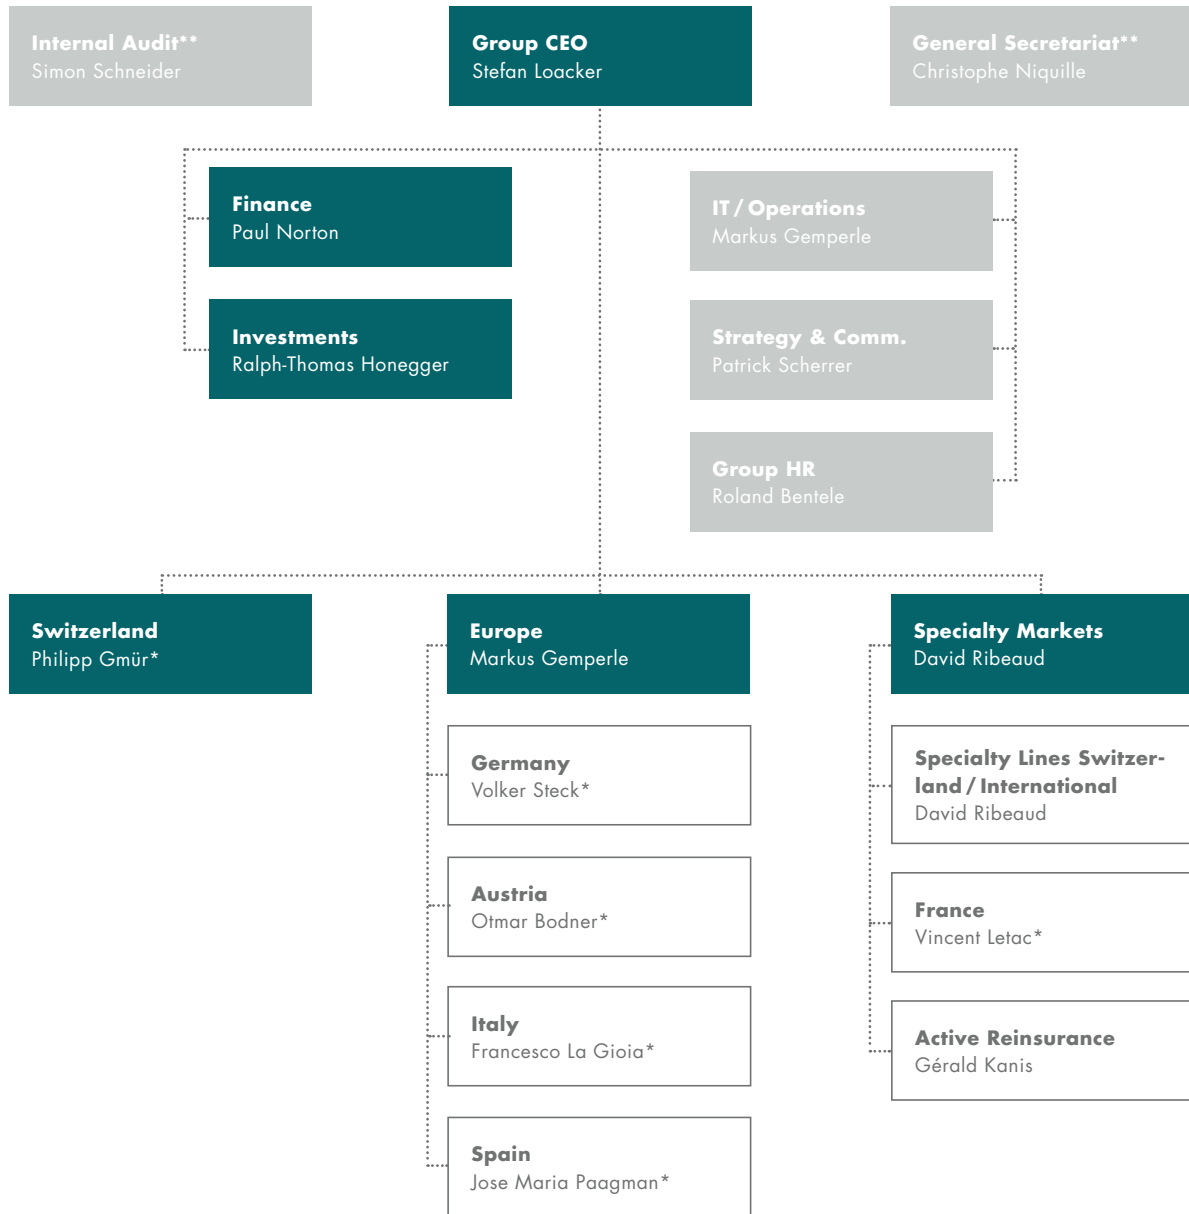 Internal Audit**
Simon Schneider
Group CEO
Stefan Loacker
General Secretariat**
Christophe Niquille
Finance
Paul Norton
IT / Operations
Markus Gemperle
Investments
Ralph-Thomas Honegger
Strategy & Comm.
Patrick Scherrer
Group HR
Roland Bentele
Switzerland
Philipp Gmür*
Europe
Markus Gemperle
Specialty Markets
David Ribeaud
Germany
Volker Steck*
Austria
Otmar Bodner*
Italy
Francesco La Gioia*
Spain
Jose Maria Paagman*
Specialty Lines Switzer-
land / International
David Ribeaud
France
Vincent Letac*
Active Reinsurance
Gérald Kanis